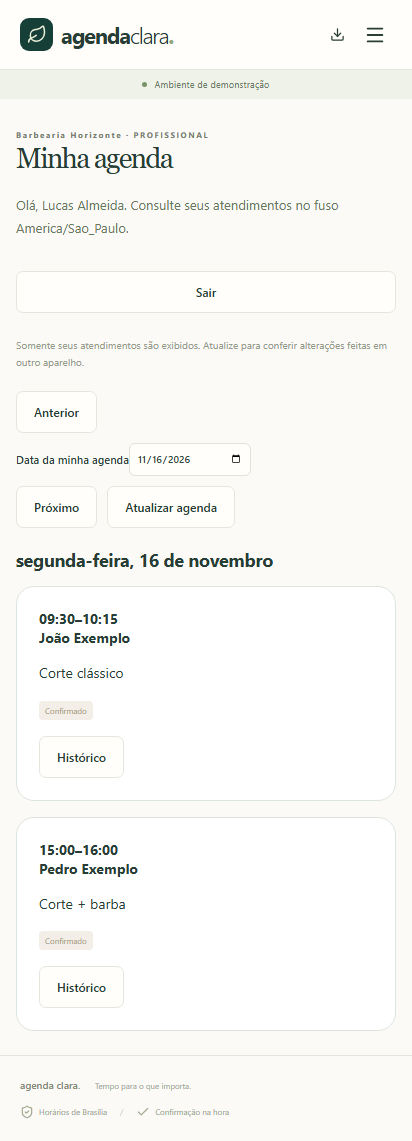 agendaclara.
Ambiente de demonstração
Barbearia Horizonte · PROFISSIONAL
Minha agenda
Olá, Lucas Almeida. Consulte seus atendimentos no fuso
America/Sao_Paulo.
Sair
Somente seus atendimentos são exibidos. Atualize para conferir alterações feitas em
outro aparelho.
Anterior
Data da minha agenda 11/16/2026
Próximo Atualizar agenda
segunda-feira, 16 de novembro
09:30–10:15
João Exemplo
Corte clássico
Confirmado
Histórico
15:00–16:00
Pedro Exemplo
Corte + barba
Confirmado
Histórico
agenda clara. Tempo para o que importa.
Horários de Brasília / Confirmação na hora